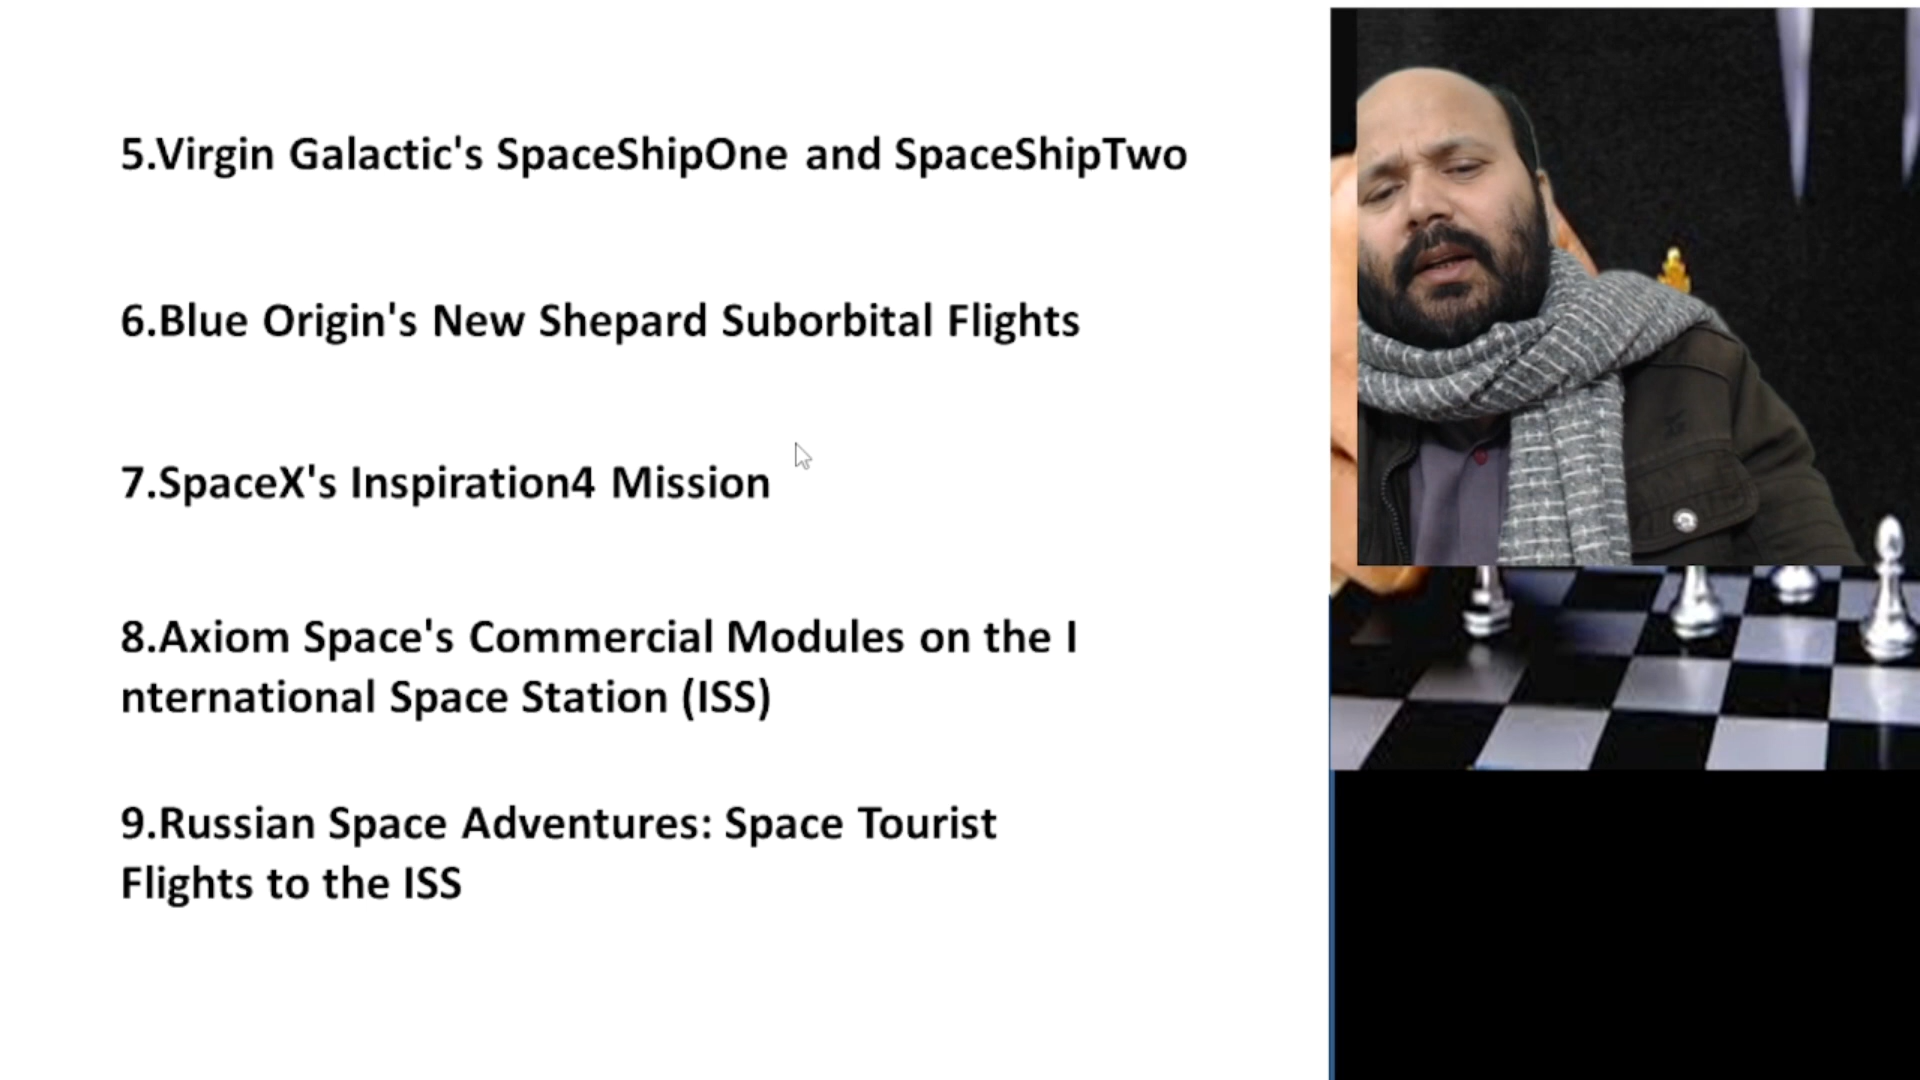 5.Virgin Galactic's SpaceShipOne and SpaceShipTwo
6.Blue Origin's New Shepard Suborbital Flights
7.SpaceX's Inspiration4 Mission
8.Axiom Space's Commercial Modules on the I
nternational Space Station (ISS)
9.Russian Space Adventures: Space Tourist
Flights to the ISS